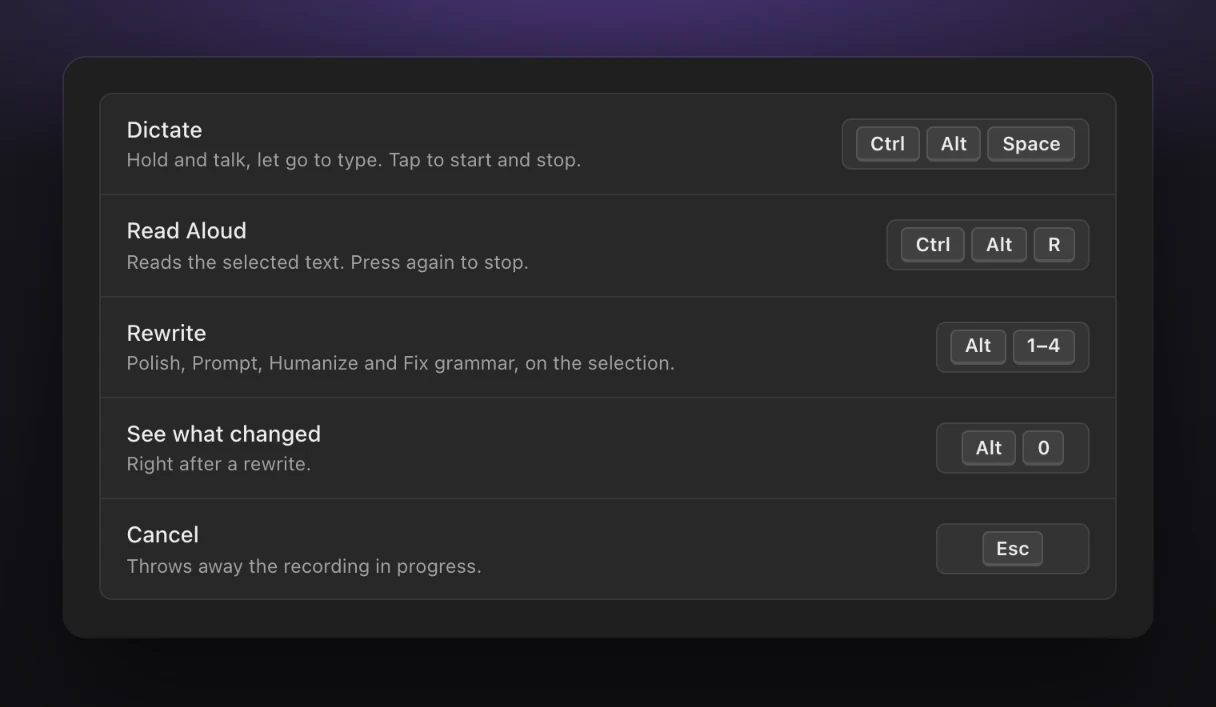 Dictate
Hold and talk, let go to type. Tap to start and stop.
Ctrl Alt Space
Read Aloud
Reads the selected text. Press again to stop.
Ctrl Alt R
Rewrite
Polish, Prompt, Humanize and Fix grammar, on the selection.
Alt 1–4
See what changed
Right after a rewrite.
Alt 0
Cancel
Throws away the recording in progress.
Esc